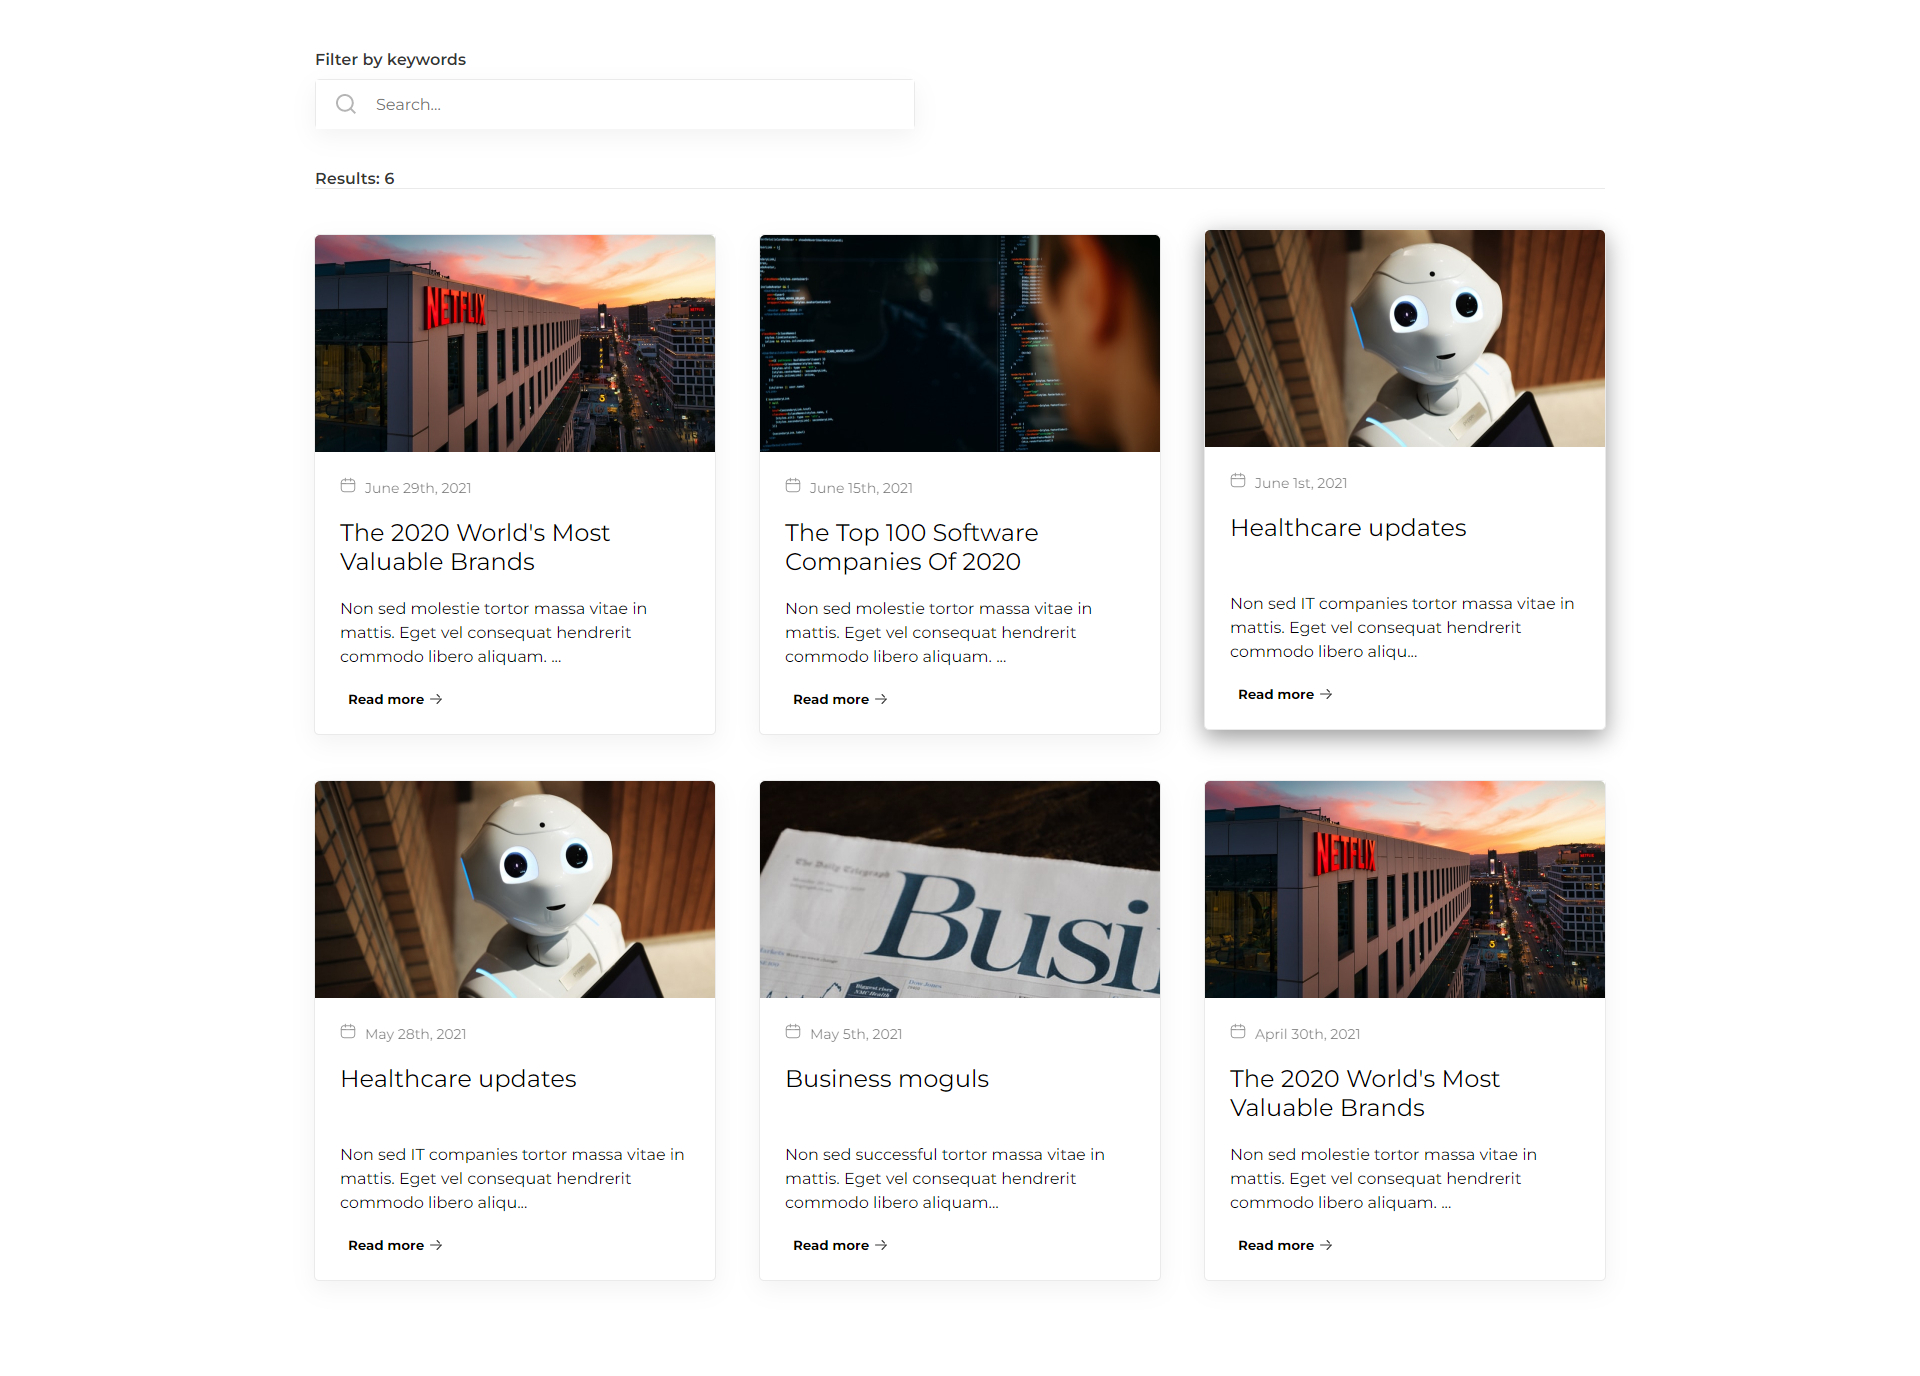 Filter by keywords
Search...
Results: 6
NETFLIX
June 29th, 2021
The 2020 World's Most
Valuable Brands
Non sed molestie tortor massa vitae in
mattis. Eget vel consequat hendrerit
commodo libero aliquam. ...
Read more
June 15th, 2021
The Top 100 Software
Companies Of 2020
Non sed molestie tortor massa vitae in
mattis. Eget vel consequat hendrerit
commodo libero aliquam. ...
Read more
June 1st, 2021
Healthcare updates
Non sed IT companies tortor massa vitae in
mattis. Eget vel consequat hendrerit
commodo libero aliqu...
Read more
May 28th, 2021
Healthcare updates
Non sed IT companies tortor massa vitae in
mattis. Eget vel consequat hendrerit
commodo libero aliqu...
Read more
The Daily Telegraph
Busi
Biggest riser
NMC Health
Dow Jones
May 5th, 2021
Business moguls
Non sed successful tortor massa vitae in
mattis. Eget vel consequat hendrerit
commodo libero aliquam...
Read more
NETFLIX
April 30th, 2021
The 2020 World's Most
Valuable Brands
Non sed molestie tortor massa vitae in
mattis. Eget vel consequat hendrerit
commodo libero aliquam. ...
Read more